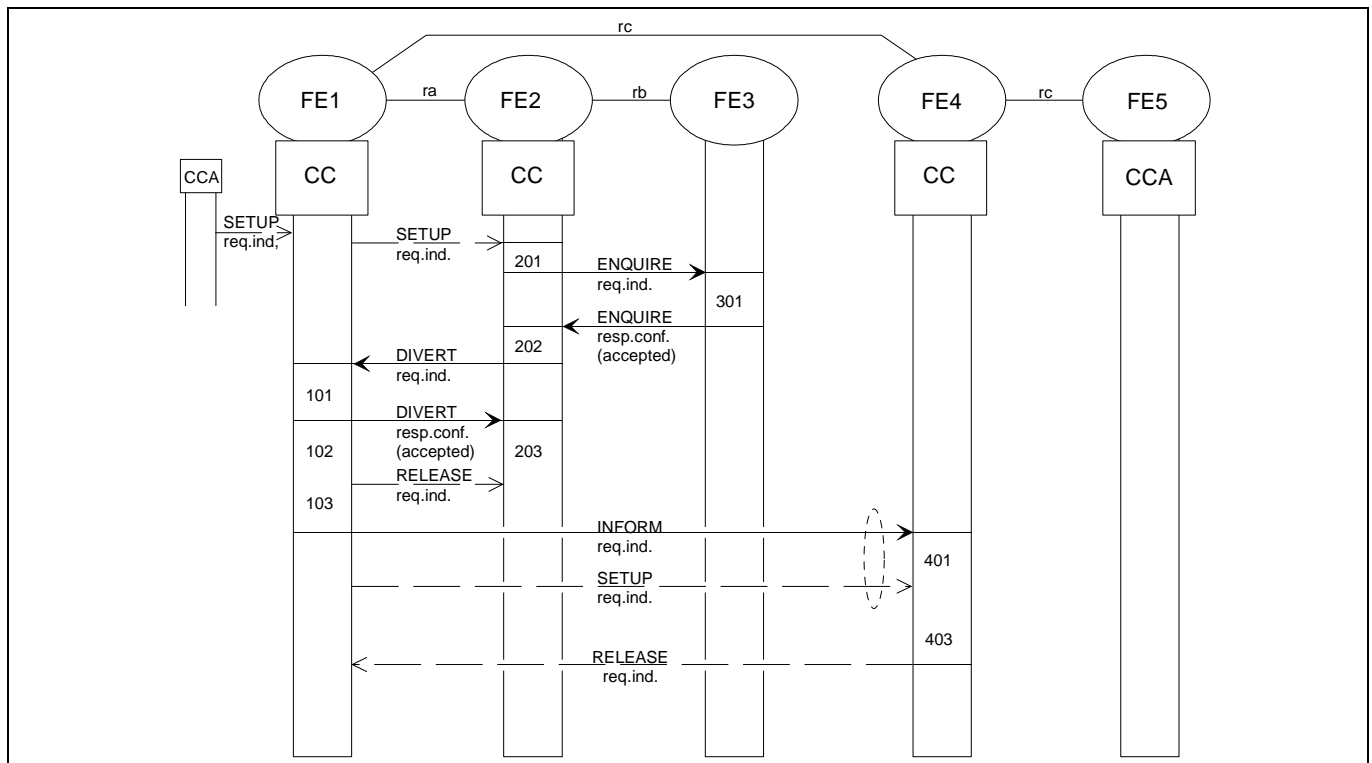 rc
FE1
ra
FE2
rb
FE3
FE4
rc
FE5
CCA
CC
CC
CC
CCA
SETUP
req.ind,
SETUP
req.ind.
201
ENQUIRE
req.ind.
301
ENQUIRE
resp.conf.
(accepted)
202
DIVERT
req.ind.
101
DIVERT
resp.conf.
(accepted)
102
203
RELEASE
req.ind.
103
INFORM
req.ind.
401
SETUP
req.ind.
403
RELEASE
req.ind.